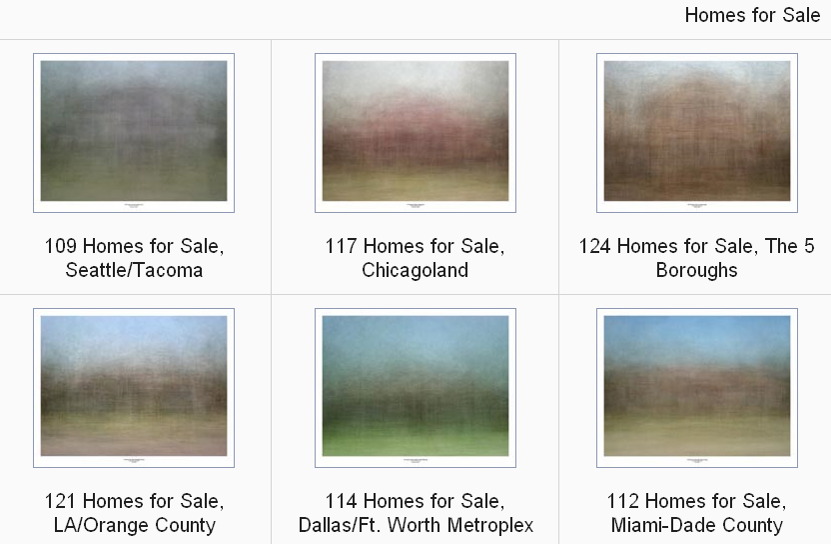 Homes for Sale
109 Homes for Sale,
Seattle/Tacoma
117 Homes for Sale,
Chicagoland
124 Homes for Sale, The 5
Boroughs
121 Homes for Sale,
LA/Orange County
114 Homes for Sale,
Dallas/Ft. Worth Metroplex
112 Homes for Sale,
Miami-Dade County